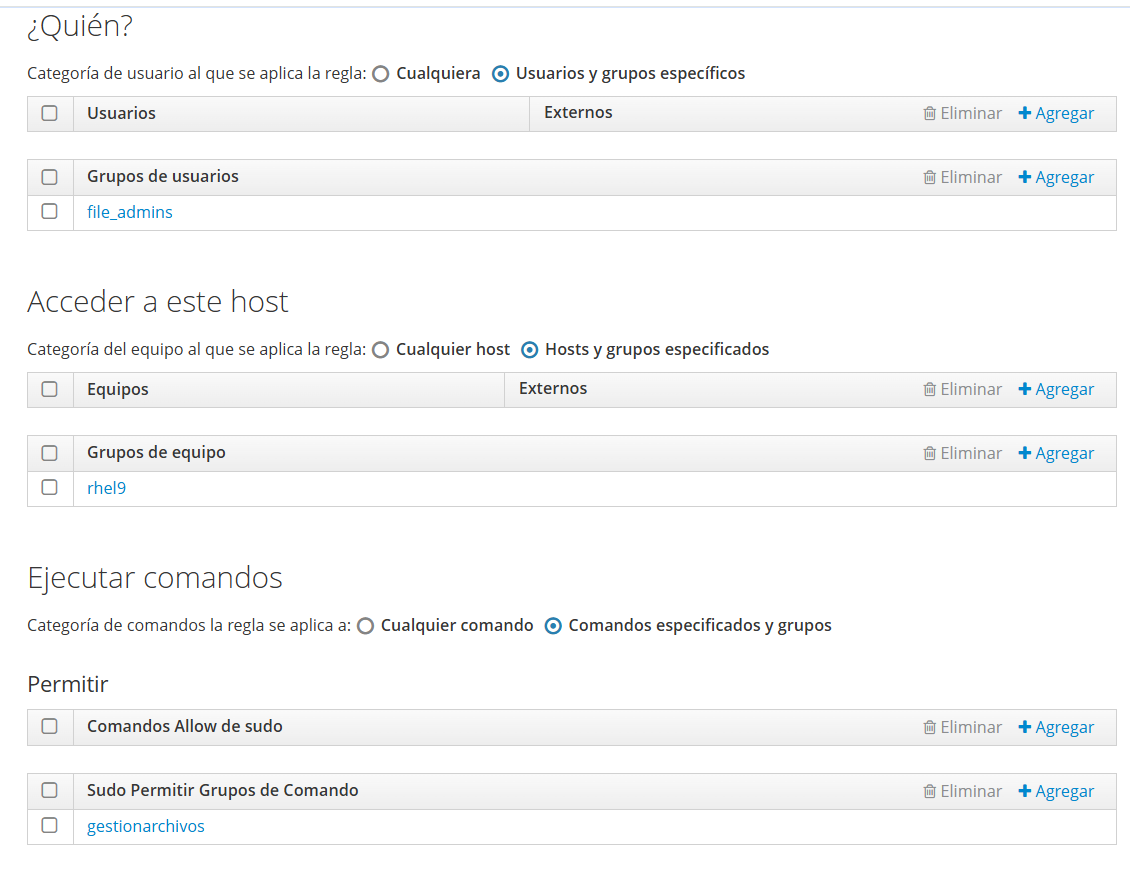 ¿Quién?
Categoría de usuario al que se aplica la regla: Cualquiera Usuarios y grupos específicos
Usuarios Externos Eliminar Agregar
Grupos de usuarios Eliminar Agregar
file_admins
Acceder a este host
Categoría del equipo al que se aplica la regla: Cualquier host Hosts y grupos especificados
Equipos Externos Eliminar Agregar
Grupos de equipo Eliminar Agregar
rhel9
Ejecutar comandos
Categoría de comandos la regla se aplica a: Cualquier comando Comandos especificados y grupos
Permitir
Comandos Allow de sudo Eliminar Agregar
Sudo Permitir Grupos de Comando Eliminar Agregar
gestionarchivos